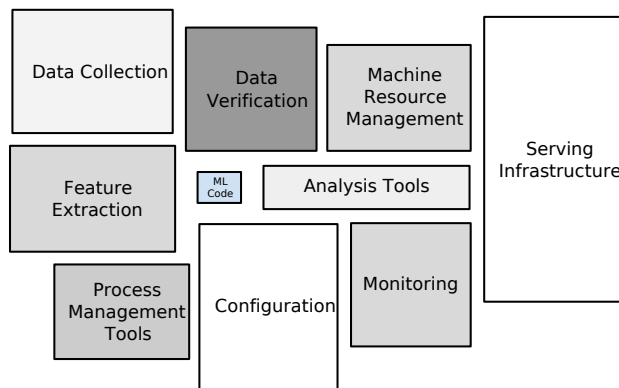 Data Collection
Data
Verification
Machine
Resource
Management
Serving
Infrastructure
Feature
Extraction
ML
Code
Analysis Tools
Process
Management
Tools
Configuration
Monitoring